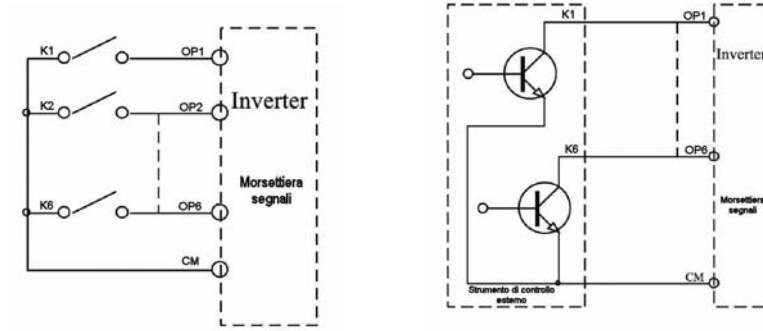 K1 OP1
K2 OP2
Inverter
Morsettiera
segnali
K6 OP6
CM
K1 OP1
Inverter
K6 OP6
Morsettiera
segnali
CM
Strumento di controllo
esterno